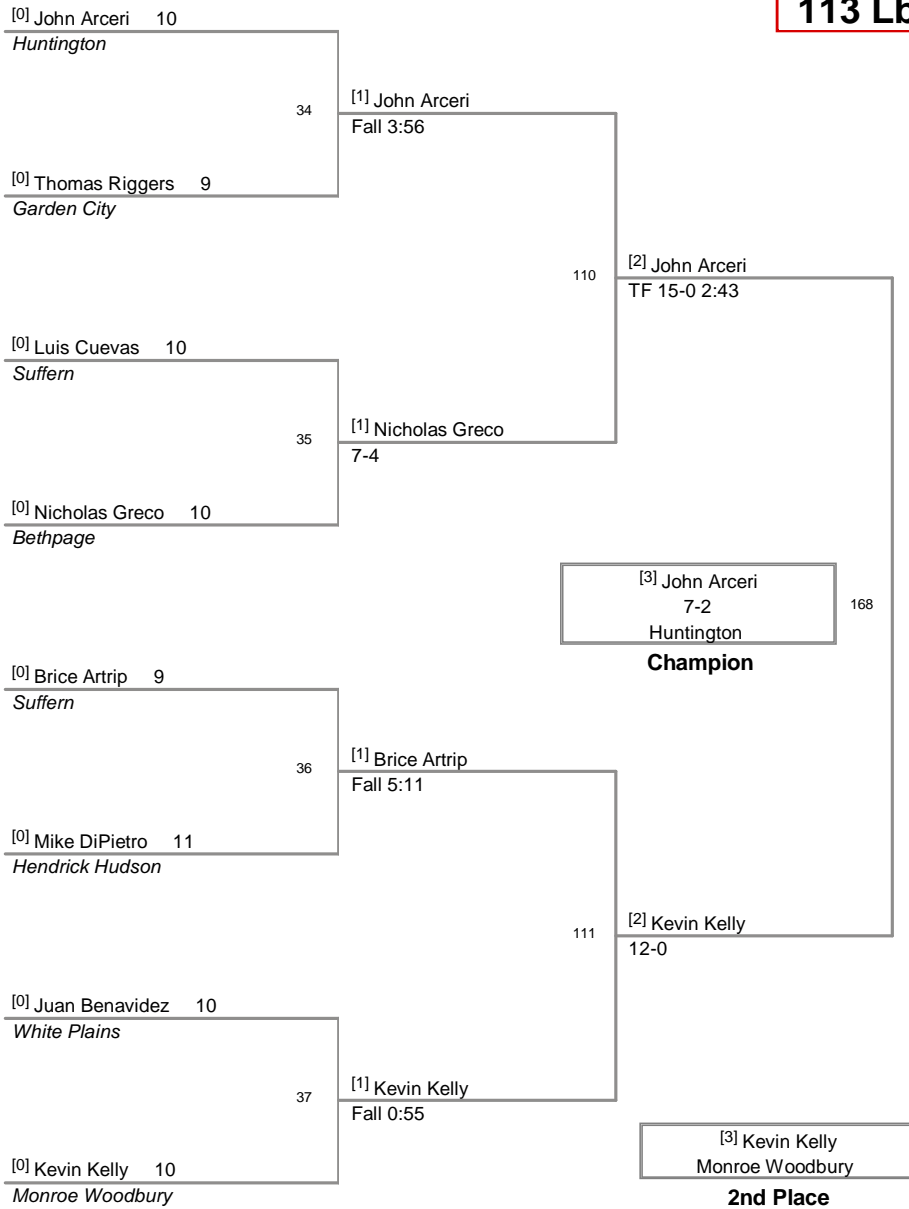 113 Lb
[0] John Arceri 10
Huntington
34
[1] John Arceri
Fall 3:56
[0] Thomas Riggers 9
Garden City
110
[2] John Arceri
TF 15-0 2:43
[0] Luis Cuevas 10
Suffern
35
[1] Nicholas Greco
7-4
[0] Nicholas Greco 10
Bethpage
[3] John Arceri
7-2
Huntington
168
Champion
[0] Brice Artrip 9
Suffern
36
[1] Brice Artrip
Fall 5:11
[0] Mike DiPietro 11
Hendrick Hudson
111
[2] Kevin Kelly
12-0
[0] Juan Benavidez 10
White Plains
37
[1] Kevin Kelly
Fall 0:55
[0] Kevin Kelly 10
Monroe Woodbury
[3] Kevin Kelly
Monroe Woodbury
2nd Place